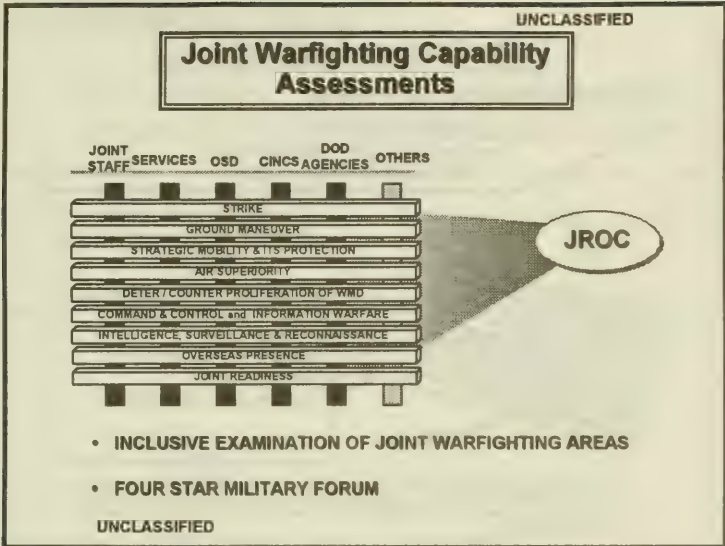 UNCLASSIFIED
Joint Warfighting Capability
Assessments
JOINT
STAFF SERVICES OSD CINCS DOD
AGENCIES OTHERS
STRIKE
GROUND MANEUVER
STRATEGIC MOBILITY & ITS PROTECTION
AIR SUPERIORITY
DETER / COUNTER PROLIFERATION OF WMD
COMMAND & CONTROL and INFORMATION WARFARE
INTELLIGENCE, SURVEILLANCE & RECONNAISSANCE
OVERSEAS PRESENCE
JOINT READINESS
JROC
• INCLUSIVE EXAMINATION OF JOINT WARFIGHTING AREAS
• FOUR STAR MILITARY FORUM
UNCLASSIFIED